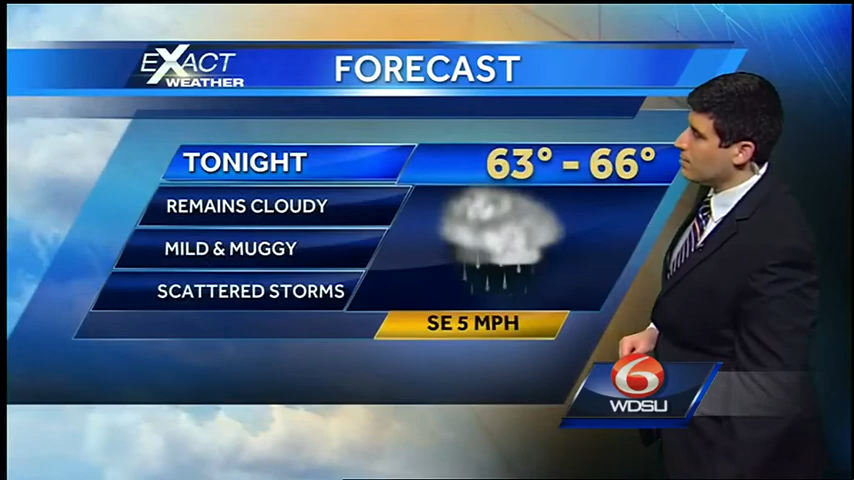 EXACT
WEATHER
FORECAST
TONIGHT
63° - 66°
REMAINS CLOUDY
MILD & MUGGY
SCATTERED STORMS
SE 5 MPH
6
WDSU